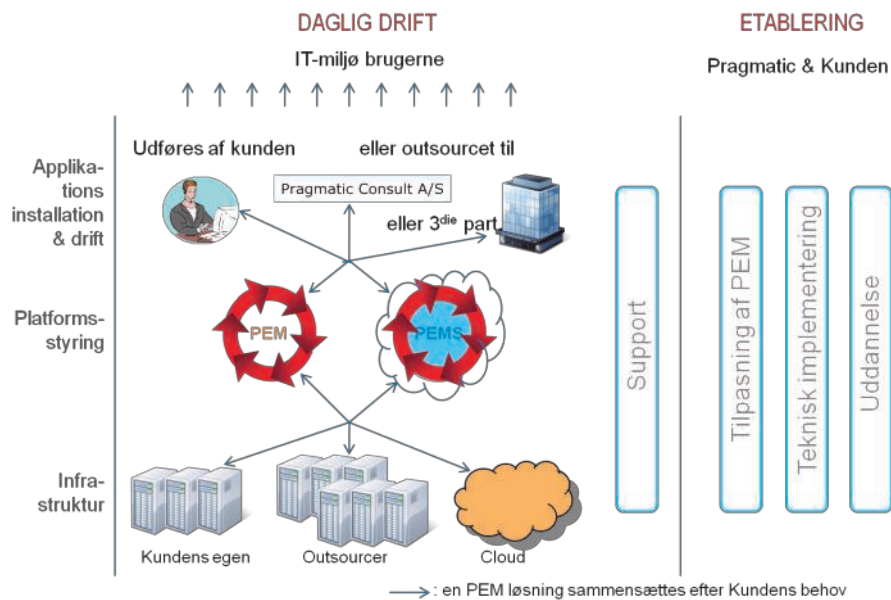 DAGLIG DRIFT
ETABLERING
IT-miljø brugerne
Pragmatic & Kunden
Applika-
tions
installation
& drift
Udføres af kunden
eller outsourcet til
Pragmatic Consult A/S
eller 3die part
Platforms-
styring
PEM
PEMS
Infra-
struktur
Kundens egen
Outsourcer
Cloud
Support
Tilpasning af PEM
Teknisk implementering
Uddannelse
: en PEM løsning sammensættes efter Kundens behov